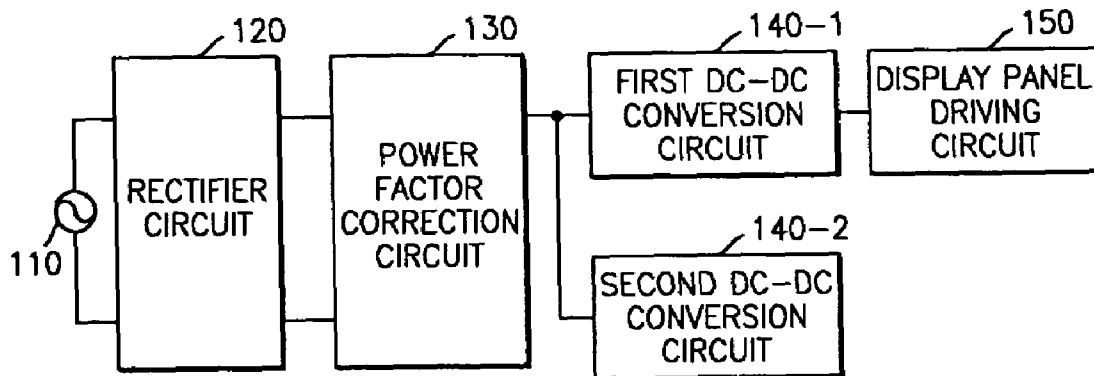 120
130
140-1
150
110
RECTIFIER
CIRCUIT
POWER
FACTOR
CORRECTION
CIRCUIT
FIRST DC-DC
CONVERSION
CIRCUIT
DISPLAY PANEL
DRIVING
CIRCUIT
140-2
SECOND DC-DC
CONVERSION
CIRCUIT